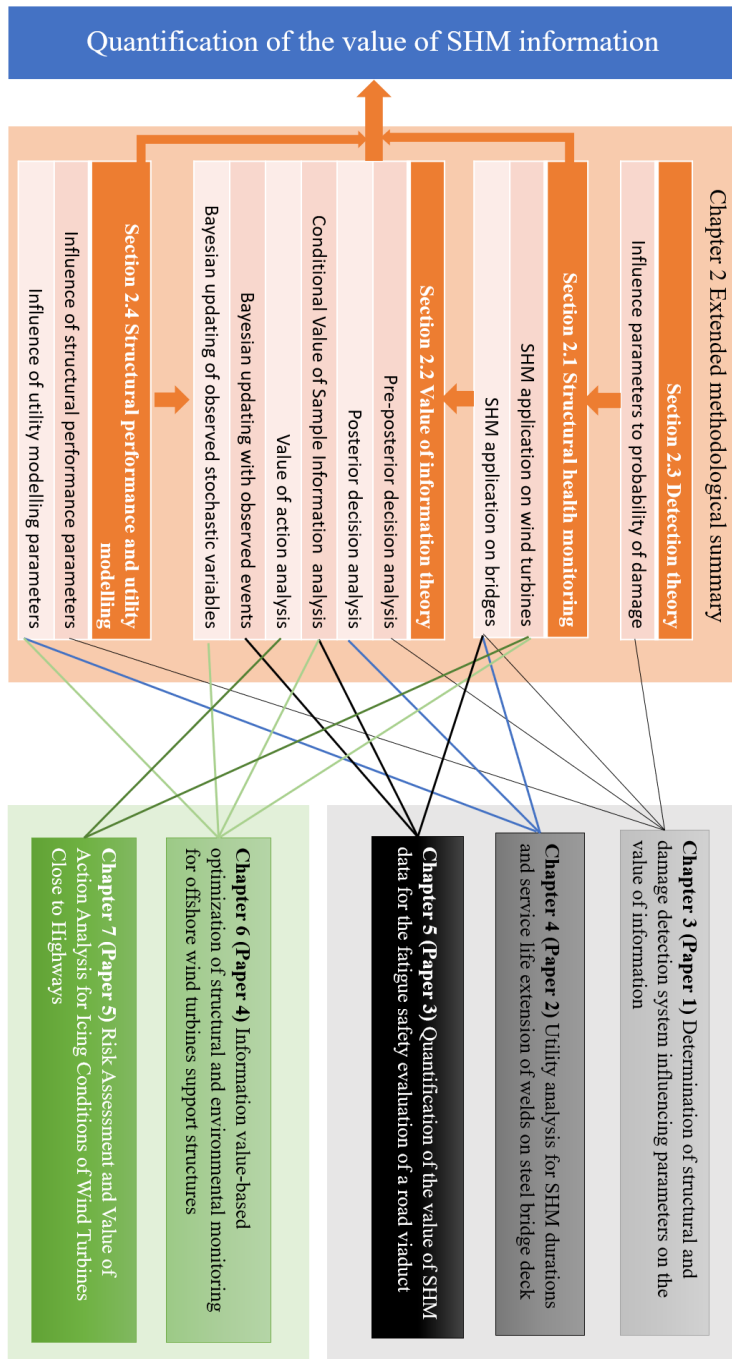 Quantification of the value of SHM information
Chapter 2 Extended methodological summary
Section 2.3 Detection theory
Influence parameters to probability of damage
Section 2.1 Structural health monitoring
SHM application on wind turbines
SHM application on bridges
Section 2.2 Value of information theory
Pre-posterior decision analysis
Posterior decision analysis
Conditional Value of Sample Information analysis
Value of action analysis
Bayesian updating with observed events
Bayesian updating of observed stochastic variables
Section 2.4 Structural performance and utility
modelling
Influence of structural performance parameters
Influence of utility modelling parameters
Chapter 3 (Paper 1) Determination of structural and
damage detection system influencing parameters on the
value of information
Chapter 4 (Paper 2) Utility analysis for SHM durations
and service life extension of welds on steel bridge deck
Chapter 5 (Paper 3) Quantification of the value of SHM
data for the fatigue safety evaluation of a road viaduct
Chapter 6 (Paper 4) Information value-based
optimization of structural and environmental monitoring
for offshore wind turbines support structures
Chapter 7 (Paper 5) Risk Assessment and Value of
Action Analysis for Icing Conditions of Wind Turbines
Close to Highways